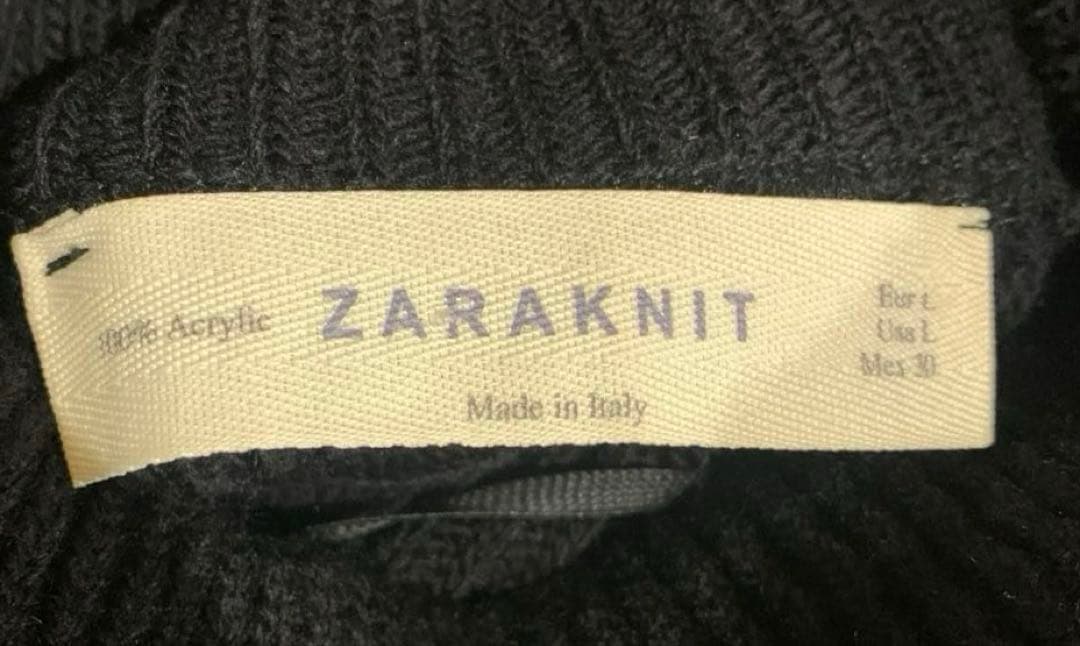 100% Acrylic
ZARAKNIT
Made in Italy
Eur L
Usa L
Mex 30